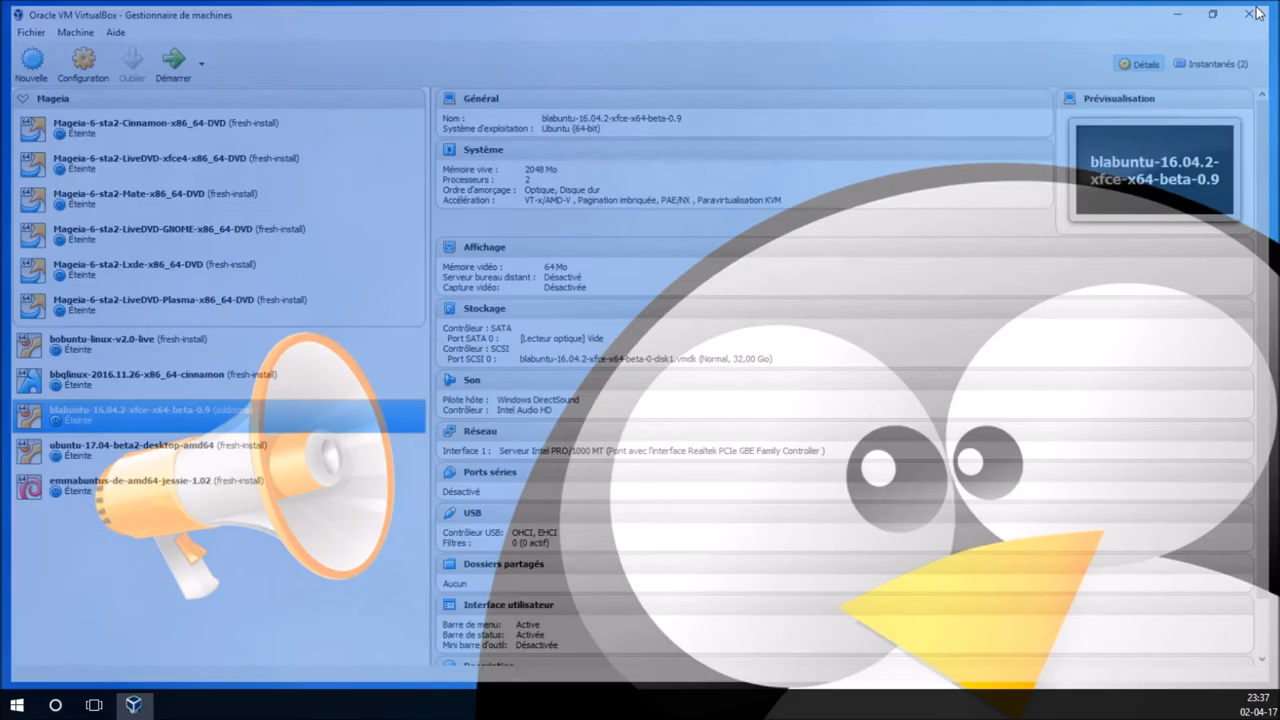 Oracle VM VirtualBox - Gestionnaire de machines
Fichier Machine Aide
Nouvelle Configuration Oublier Démarrer
Détails Instantanés (2)
Mageia
Mageia-6-sta2-Cinnamon-x86_64-DVD (fresh-install)
Éteinte
Mageia-6-sta2-LiveDVD-xfce4-x86_64-DVD (fresh-install)
Éteinte
Mageia-6-sta2-Mate-x86_64-DVD (fresh-install)
Éteinte
Mageia-6-sta2-LiveDVD-GNOME-x86_64-DVD (fresh-install)
Éteinte
Mageia-6-sta2-Lxde-x86_64-DVD (fresh-install)
Éteinte
Mageia-6-sta2-LiveDVD-Plasma-x86_64-DVD (fresh-install)
Éteinte
bobuntu-linux-v2.0-live (fresh-install)
Éteinte
bbqlinux-2016.11.26-x86_64-cinnamon (fresh-install)
Éteinte
blabuntu-16.04.2-xfce-x64-beta-0.9
Éteinte
ubuntu-17.04-beta2-desktop-amd64 (fresh-install)
Éteinte
emmabuntus-de-amd64-jessie-1.02 (fresh-install)
Éteinte
Général
Nom : blabuntu-16.04.2-xfce-x64-beta-0.9
Système d'exploitation : Ubuntu (64-bit)
Système
Mémoire vive : 2048 Mo
Processeurs : 2
Ordre d'amorçage : Optique, Disque dur
Accélération : VT-x/AMD-V , Pagination imbriquée, PAE/NX , Paravirtualisation KVM
Affichage
Mémoire vidéo : 64 Mo
Serveur bureau distant : Désactivé
Capture vidéo: Désactivée
Stockage
Contrôleur : SATA
Port SATA 0 : [Lecteur optique] Vide
Contrôleur : SCSI
Port SCSI 0 : blabuntu-16.04.2-xfce-x64-beta-0-disk1.vmdk (Normal, 32,00 Go)
Son
Pilote hôte : Windows DirectSound
Contrôleur : Intel Audio HD
Réseau
Interface 1 : Serveur Intel PRO/1000 MT (Pont avec l'interface Realtek PCIe GBE Family Controller )
Ports séries
Désactivé
USB
Contrôleur USB: OHCI, EHCI
Filtres : 0 (0 actif)
Dossiers partagés
Aucun
Interface utilisateur
Barre de menu: Active
Barre de status: Activée
Mini barre d'outil: Désactivée
Prévisualisation
blabuntu-16.04.2-
xfce-x64-beta-0.9
23:37
02-04-17